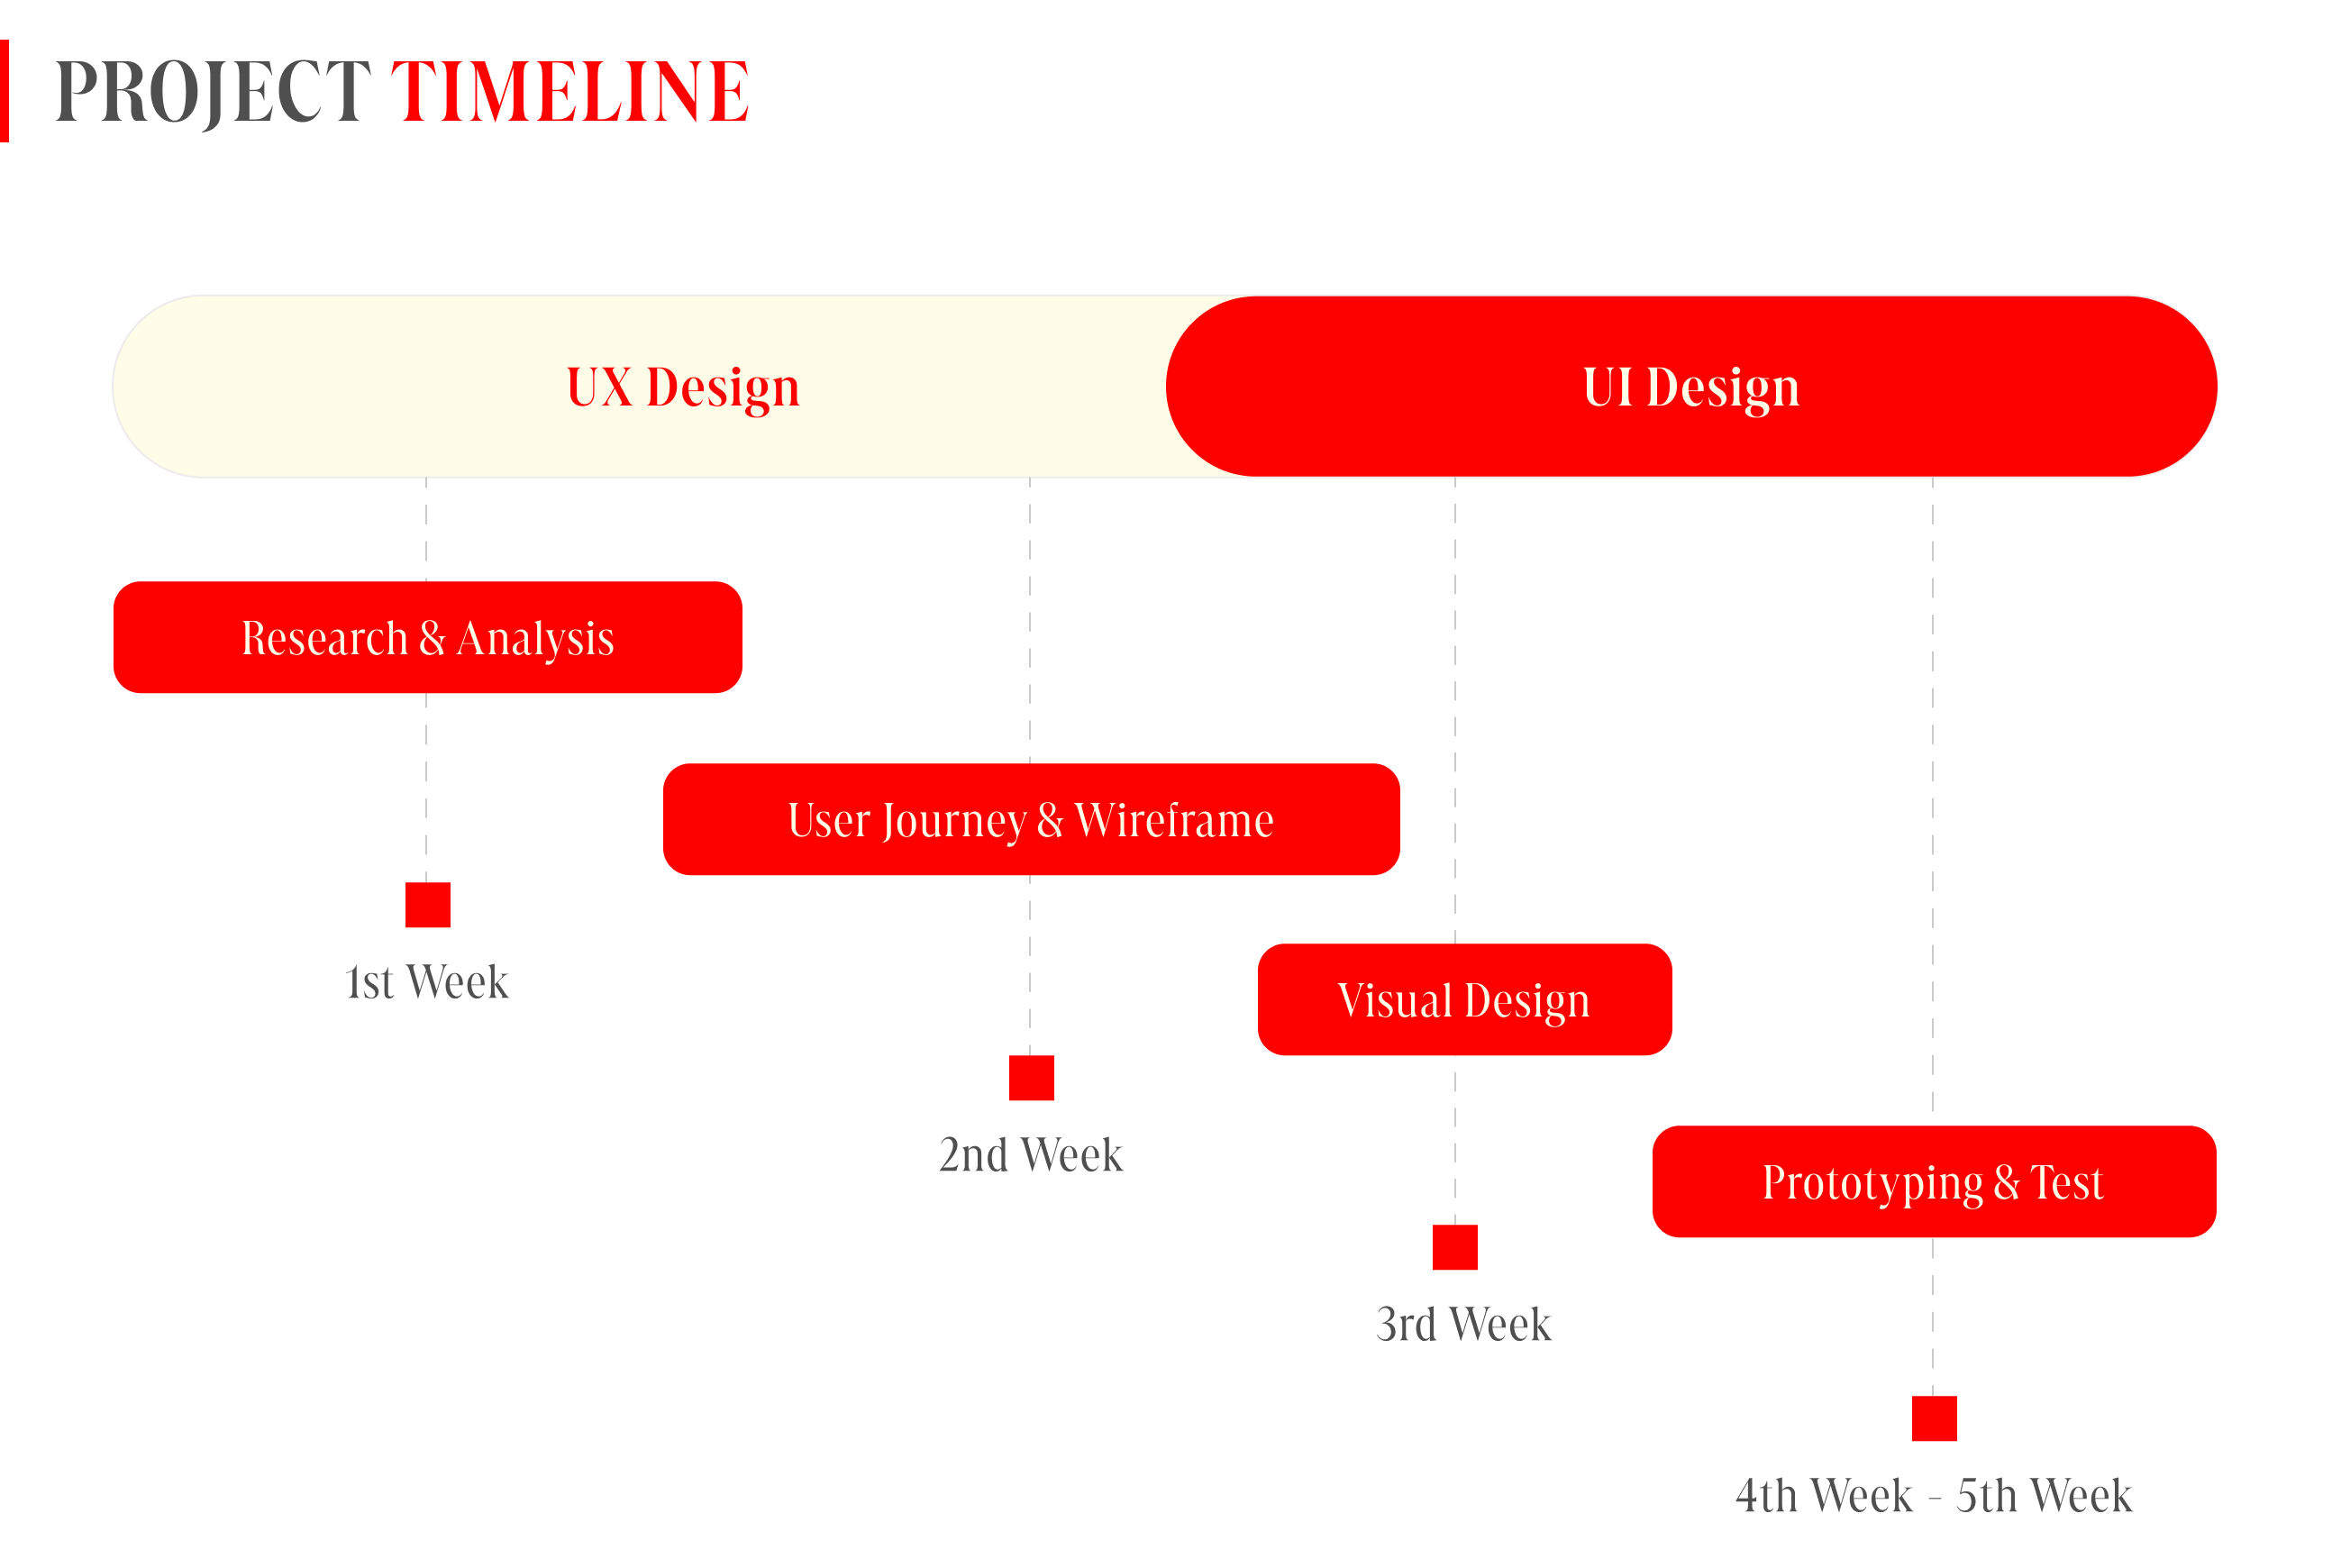 PROJECT TIMELINE
UX Design
UI Design
Research & Analysis
User Journey & Wireframe
1st Week
Visual Design
2nd Week
Prototyping & Test
3rd Week
4th Week - 5th Week